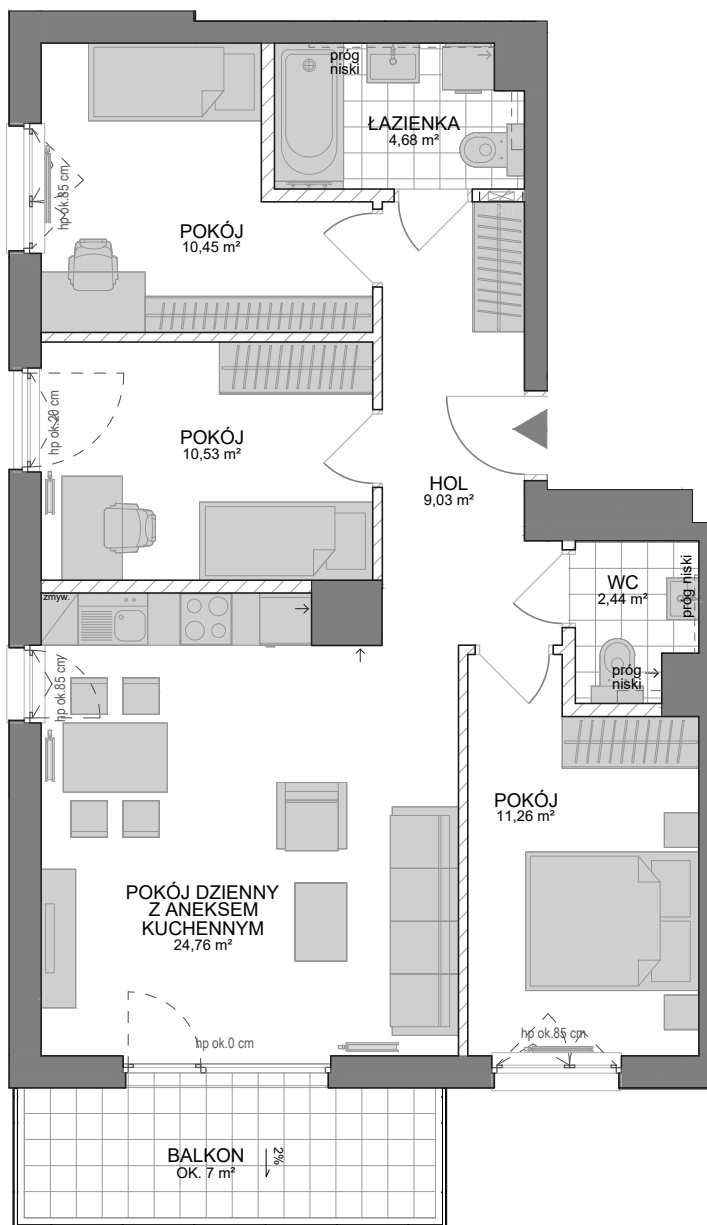 próg
niski
ŁAZIENKA
4,68 m²
hp ok.85 cm
POKÓJ
10,45 m²
hp ok.20 cm
POKÓJ
10,53 m²
HOL
9,03 m²
WC
2,44 m²
próg niski
próg
niski
zmyw.
hp ok.85 cm
POKÓJ
11,26 m²
POKÓJ DZIENNY
Z ANEKSEM
KUCHENNYM
24,76 m²
hp ok.0 cm
hp ok.85 cm
BALKON
OK. 7 m²
2%